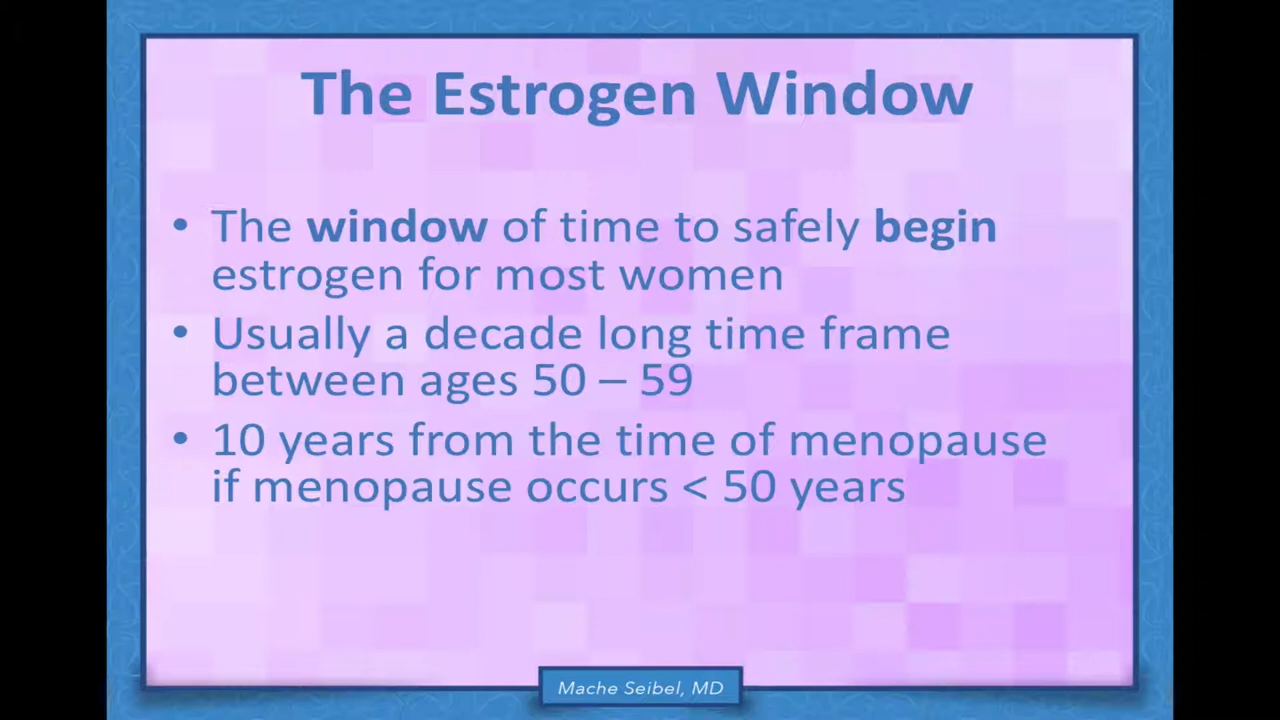 The Estrogen Window
• The window of time to safely begin
estrogen for most women
• Usually a decade long time frame
between ages 50 – 59
• 10 years from the time of menopause
if menopause occurs < 50 years
Mache Seibel, MD